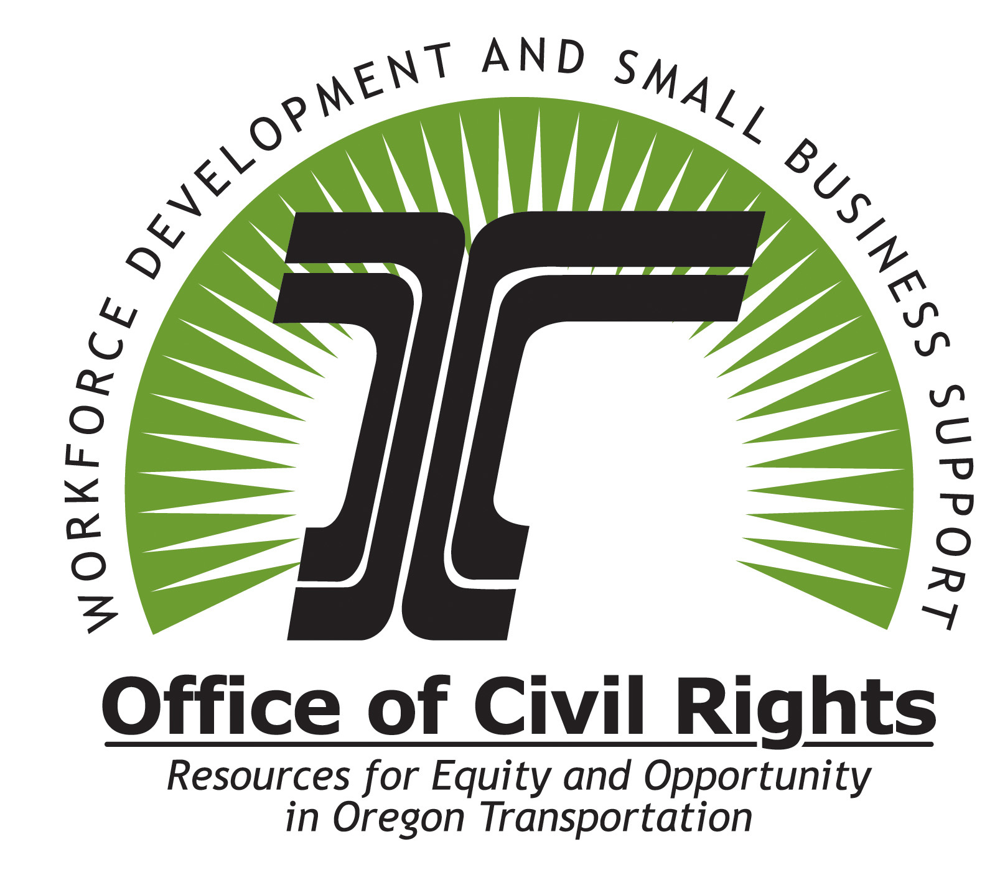 WORKFORCE DEVELOPMENT AND SMALL BUSINESS SUPPORT
Office of Civil Rights
Resources for Equity and Opportunity
in Oregon Transportation